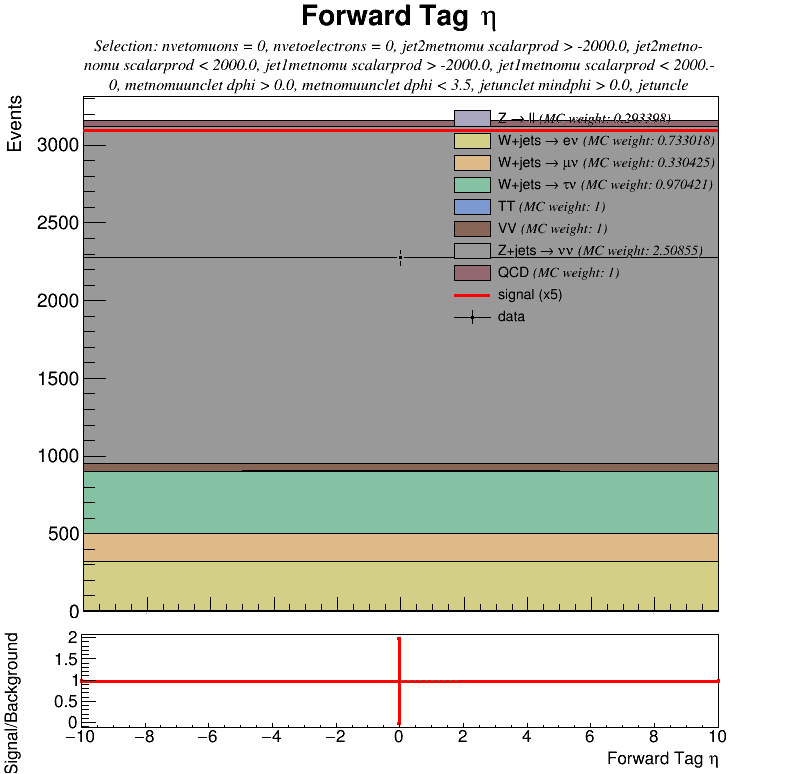 Forward Tag η
Selection: nvetomuons = 0, nvetoelectrons = 0, jet2metnomu scalarprod > -2000.0, jet2metno-
nomu scalarprod < 2000.0, jet1metnomu scalarprod > -2000.0, jet1metnomu scalarprod < 2000.-
0, metnomuunclet dphi > 0.0, metnomuunclet dphi < 3.5, jetunclet mindphi > 0.0, jetuncle
Events
3000
2500
2000
1500
1000
500
0
Z → ll (MC weight: 0.293398)
W+jets → eν (MC weight: 0.733018)
W+jets → μν (MC weight: 0.330425)
W+jets → τν (MC weight: 0.970421)
TT (MC weight: 1)
VV (MC weight: 1)
Z+jets → νν (MC weight: 2.50855)
QCD (MC weight: 1)
signal (x5)
data
Signal/Background
2
1.5
1
0.5
0
−10 −8 −6 −4 −2 0 2 4 6 8 10
Forward Tag η